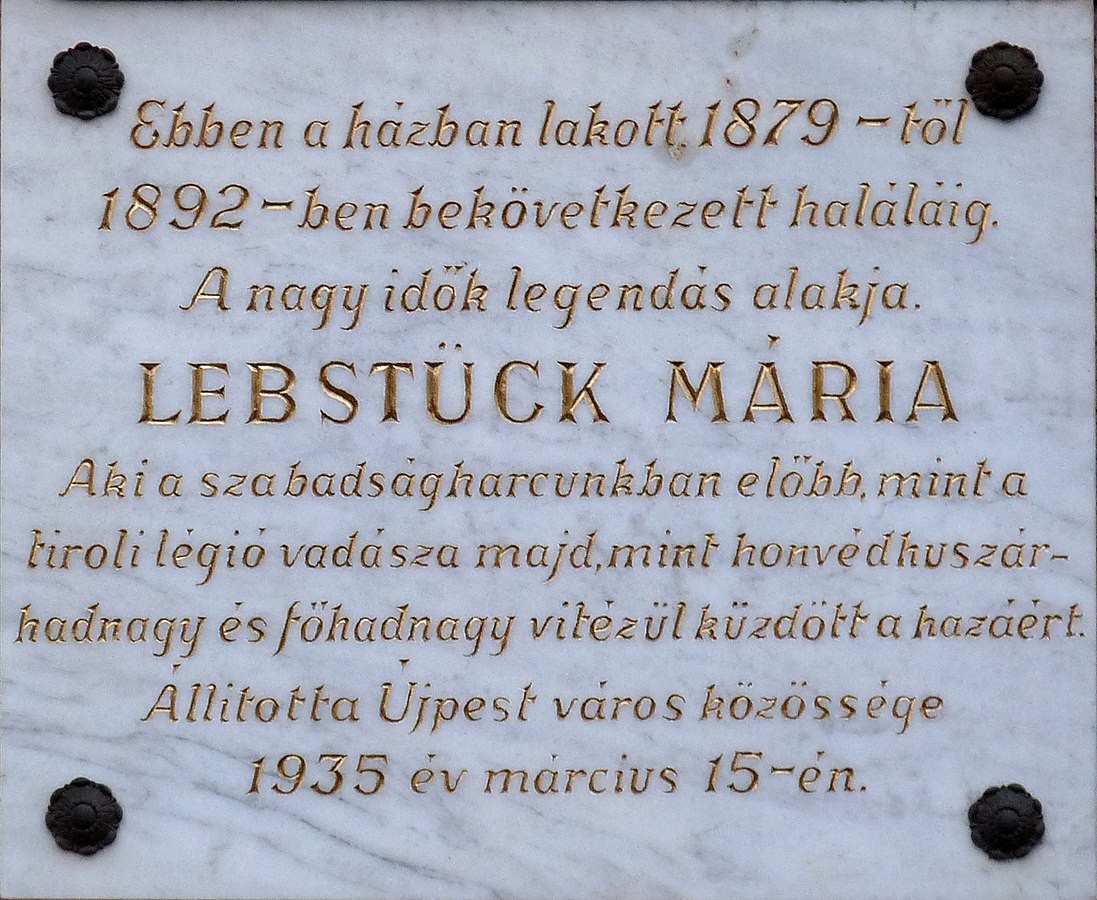 Ebben a házban lakott 1879-től
1892-ben bekövetkezett haláláig.
A nagy idők legendás alakja.
LEBSTÜCK MÁRIA
Aki a szabadságharcunkban előbb, mint a
tiroli légió vadásza majd, mint honvédhuszár-
hadnagy és főhadnagy vitézül küzdött a hazáért.
Állitotta Újpest város közössége
1935 év március 15-én.